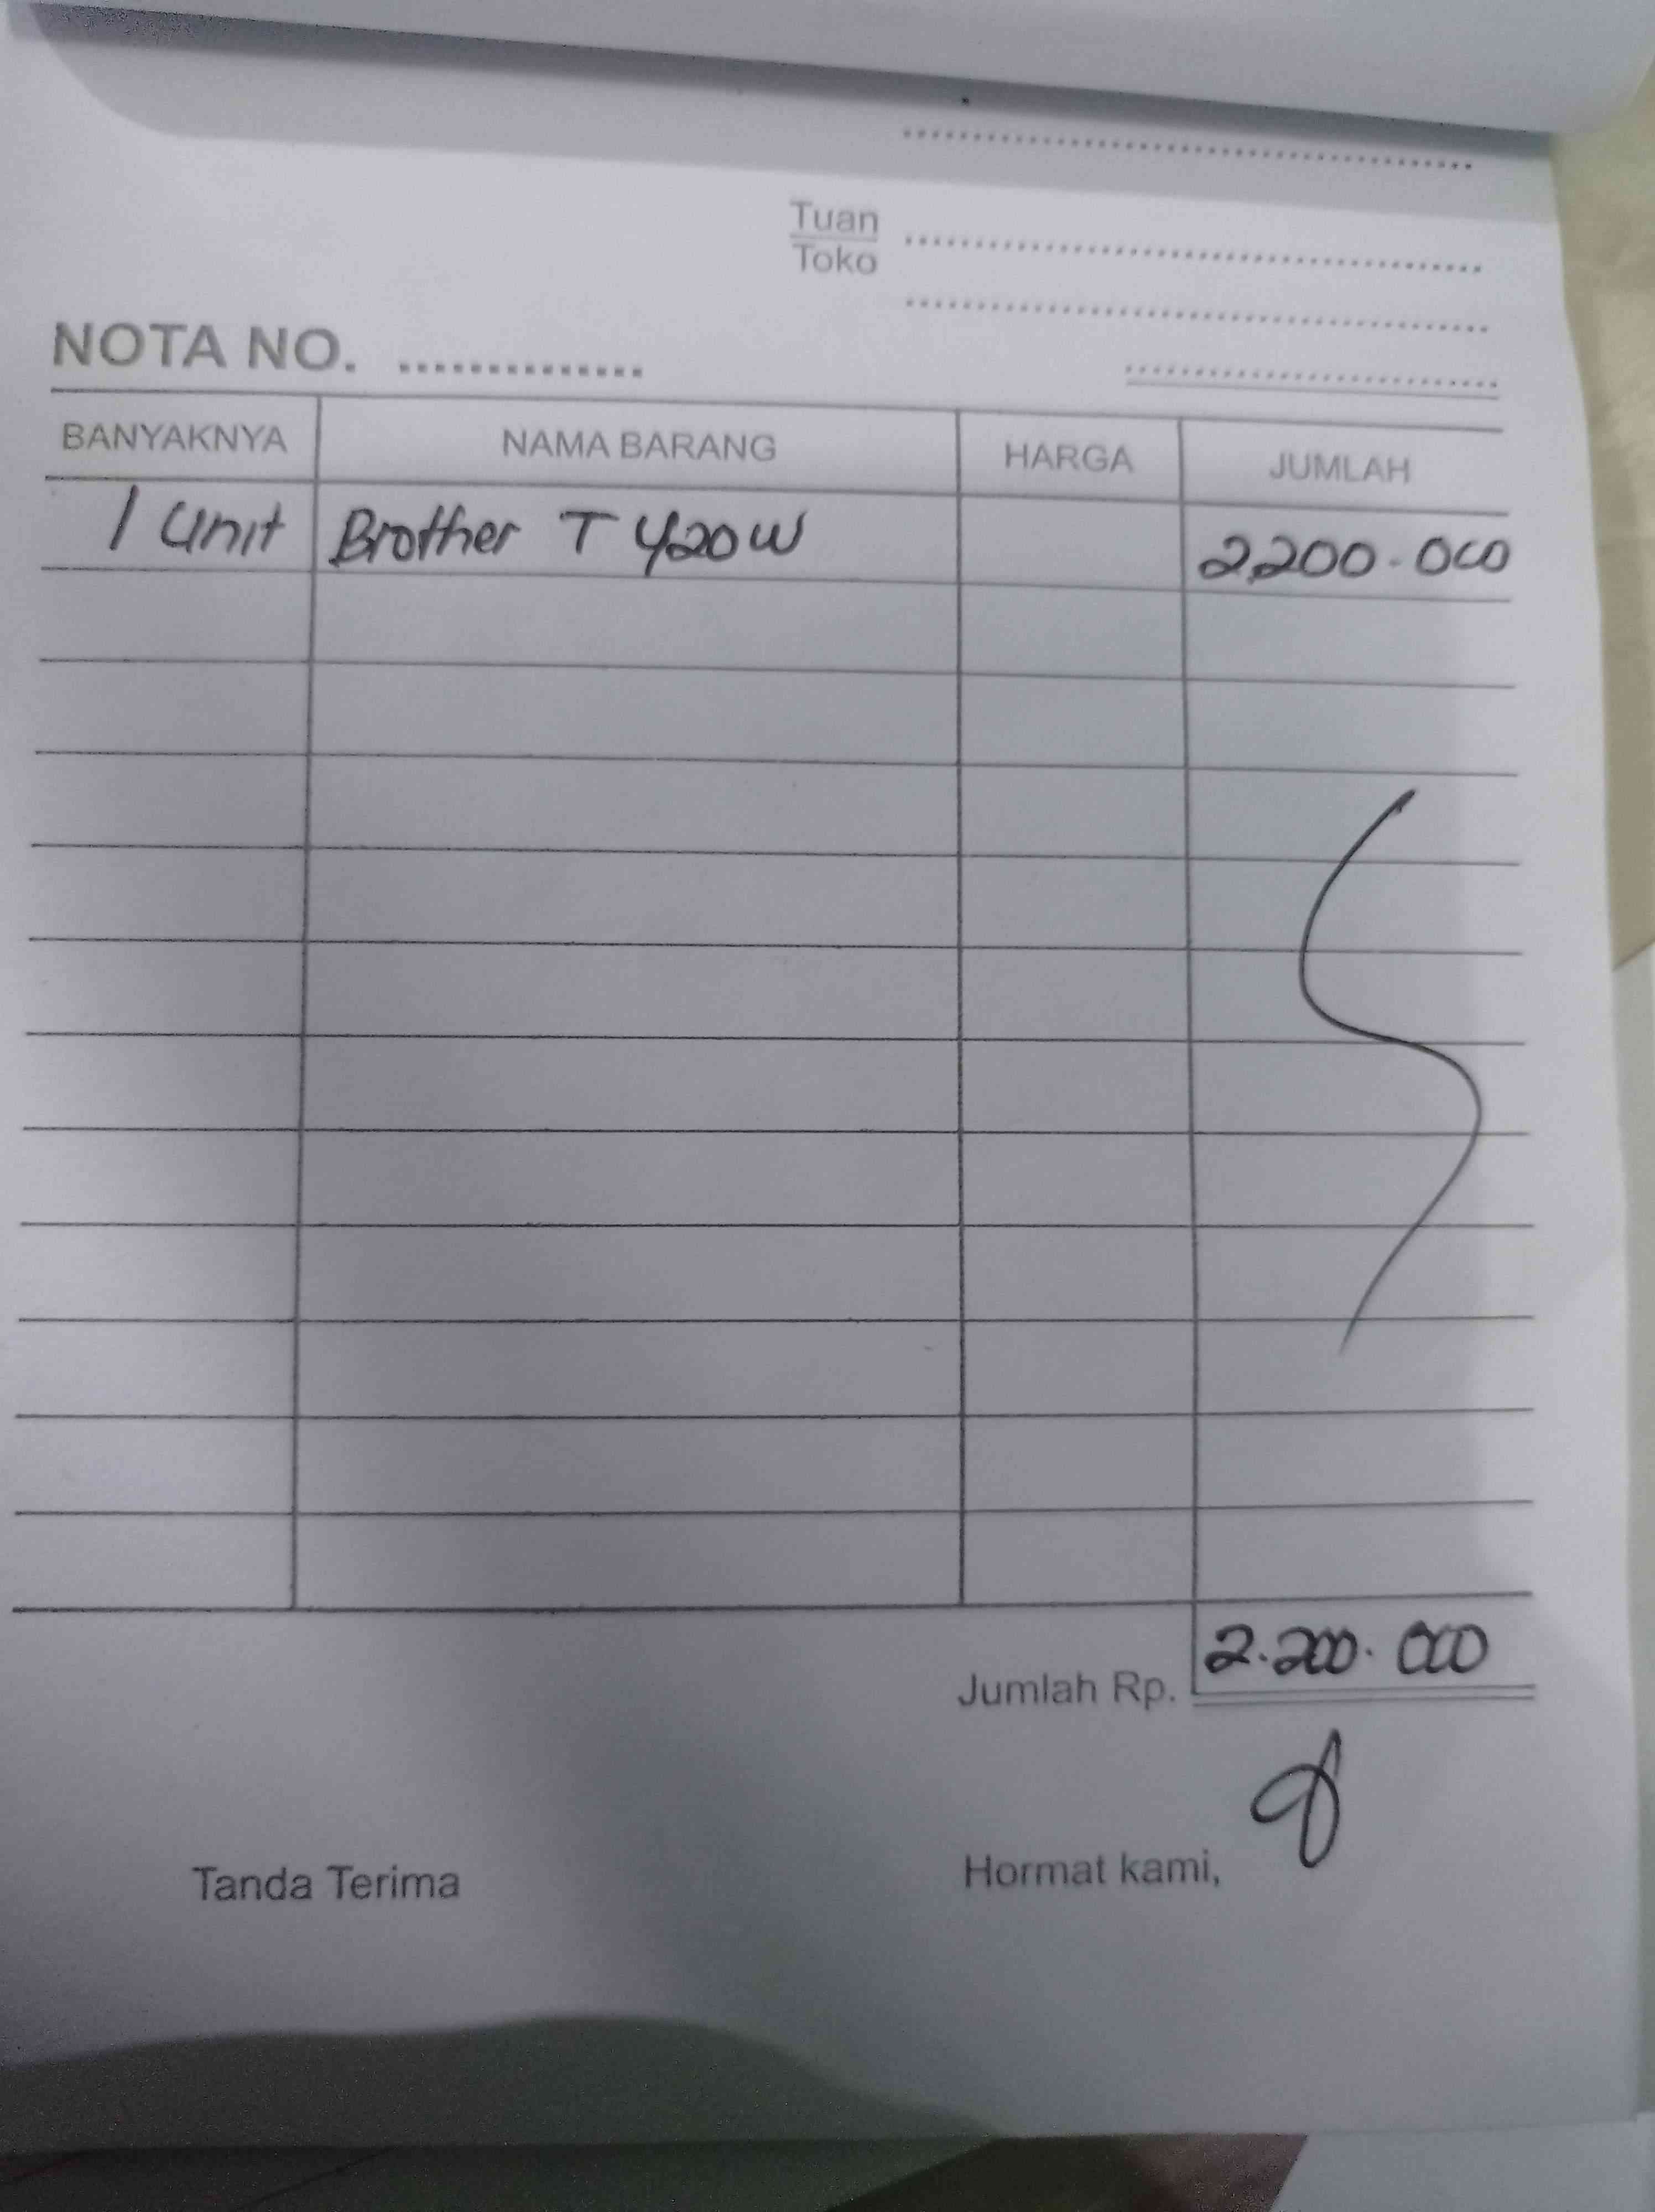 Tuan
Toko
NOTA NO.
BANYAKNYA NAMA BARANG HARGA JUMLAH
1 Unit Brother T 420W 2.200.000
Jumlah Rp. 2.200.000
Tanda Terima Hormat kami,